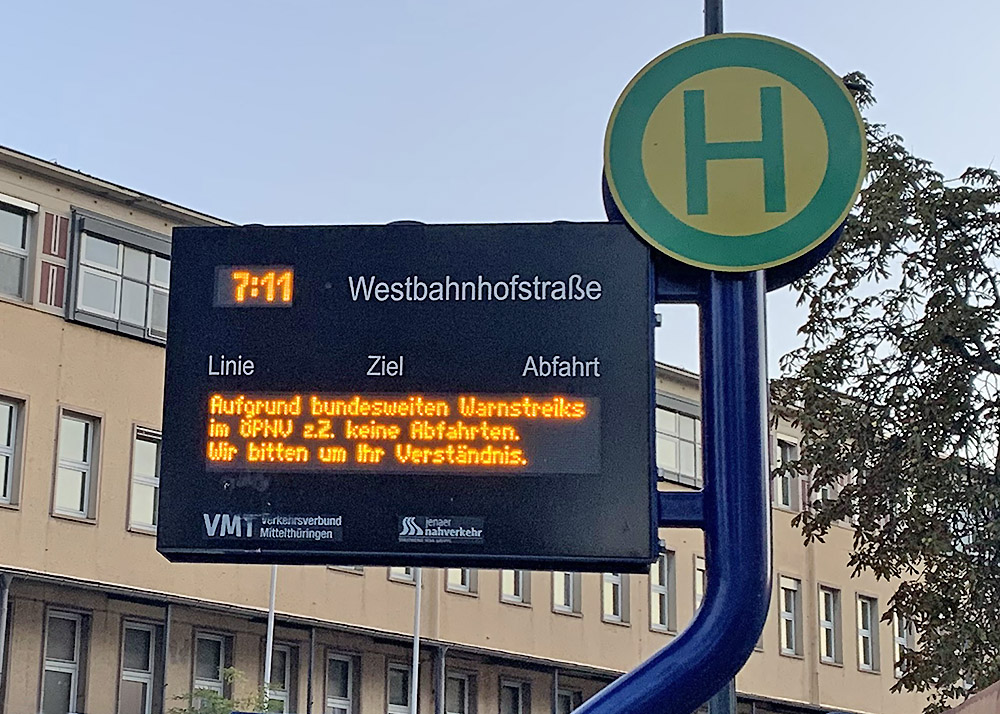 H
7:11 Westbahnhofstraße
Linie Ziel Abfahrt
Aufgrund bundesweiten Warnstreiks
im ÖPNV z.Z. keine Abfahrten.
Wir bitten um Ihr Verständnis.
VMT Verkehrsverbund
Mittelthüringen
jenaer
nahverkehr